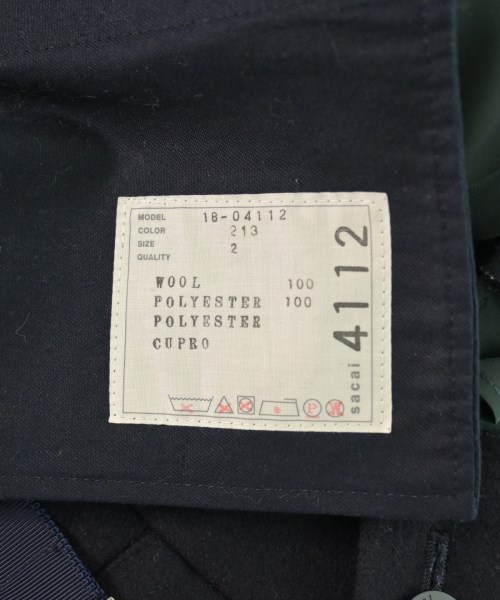 MODEL 18-04112
COLOR 213
SIZE 2
QUALITY
WOOL 100
POLYESTER 100
POLYESTER
CUPRO
P W
sacai 4112